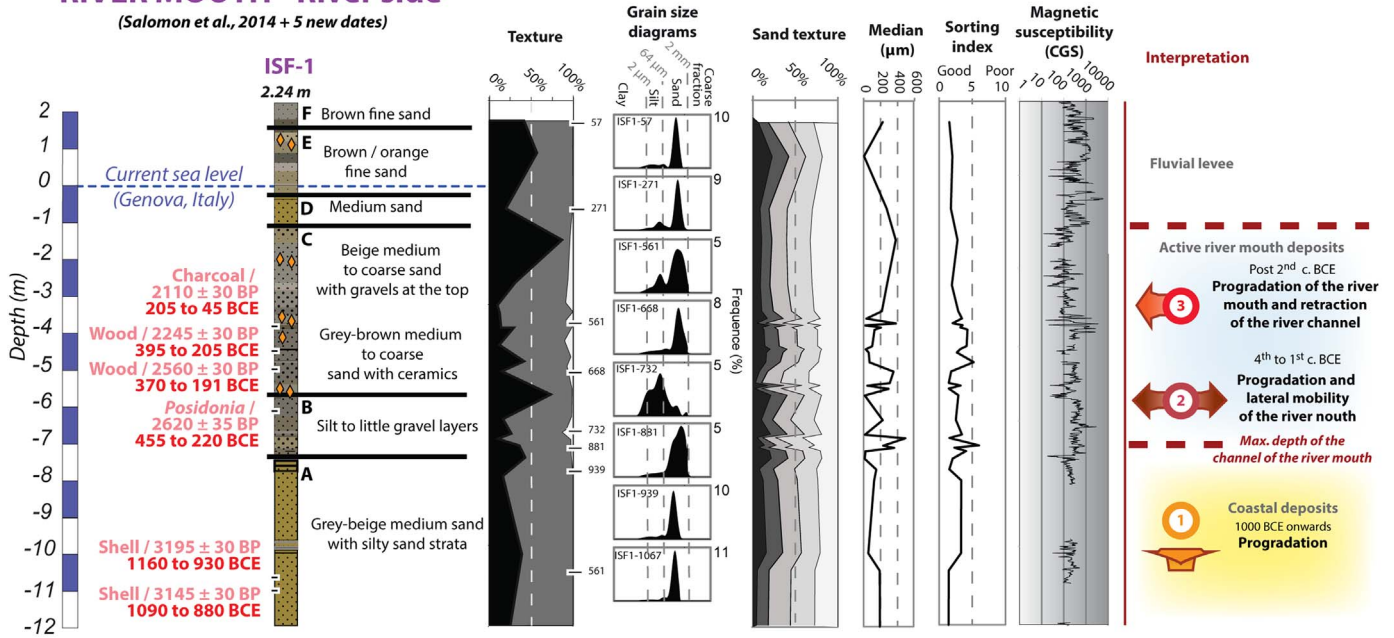 RIVER MOUTH - River side
(Salomon et al., 2014 + 5 new dates)
ISF-1
2.24 m
Depth (m)
2
1
0
-1
-2
-3
-4
-5
-6
-7
-8
-9
-10
-11
-12
Current sea level
(Genova, Italy)
Charcoal /
2110 ± 30 BP
205 to 45 BCE
Wood / 2245 ± 30 BP
395 to 205 BCE
Wood / 2560 ± 30 BP
370 to 191 BCE
Posidonia /
2620 ± 35 BP
455 to 220 BCE
Shell / 3195 ± 30 BP
1160 to 930 BCE
Shell / 3145 ± 30 BP
1090 to 880 BCE
F Brown fine sand
E
Brown / orange
fine sand
D
Medium sand
C
Beige medium
to coarse sand
with gravels at the top
Grey-brown medium
to coarse
sand with ceramics
B
Silt to little gravel layers
A
Grey-beige medium sand
with silty sand strata
Texture
0% 50% 100%
57
271
561
668
732
881
939
561
Grain size
diagrams
2 µm 64 µm 2 mm
Clay Silt Sand Coarse fraction
ISF1-57 10
ISF1-271 9
ISF1-561 5
ISF1-668 8
ISF1-732 5
ISF1-881 5
ISF1-939 10
ISF1-1067 11
Frequence (%)
Sand texture
0% 50% 100%
Median
(µm)
0 200 400 600
Sorting
index
Good Poor
0 5 10
Magnetic
susceptibility
(CGS)
1 10 100 1000 10000
Interpretation
Fluvial levee
Active river mouth deposits
Post 2nd c. BCE
Progradation of the river
mouth and retraction
of the river channel
3
4th to 1st c. BCE
Progradation and
lateral mobility
of the river nouth
2
Max. depth of the
channel of the river mouth
1
Coastal deposits
1000 BCE onwards
Progradation